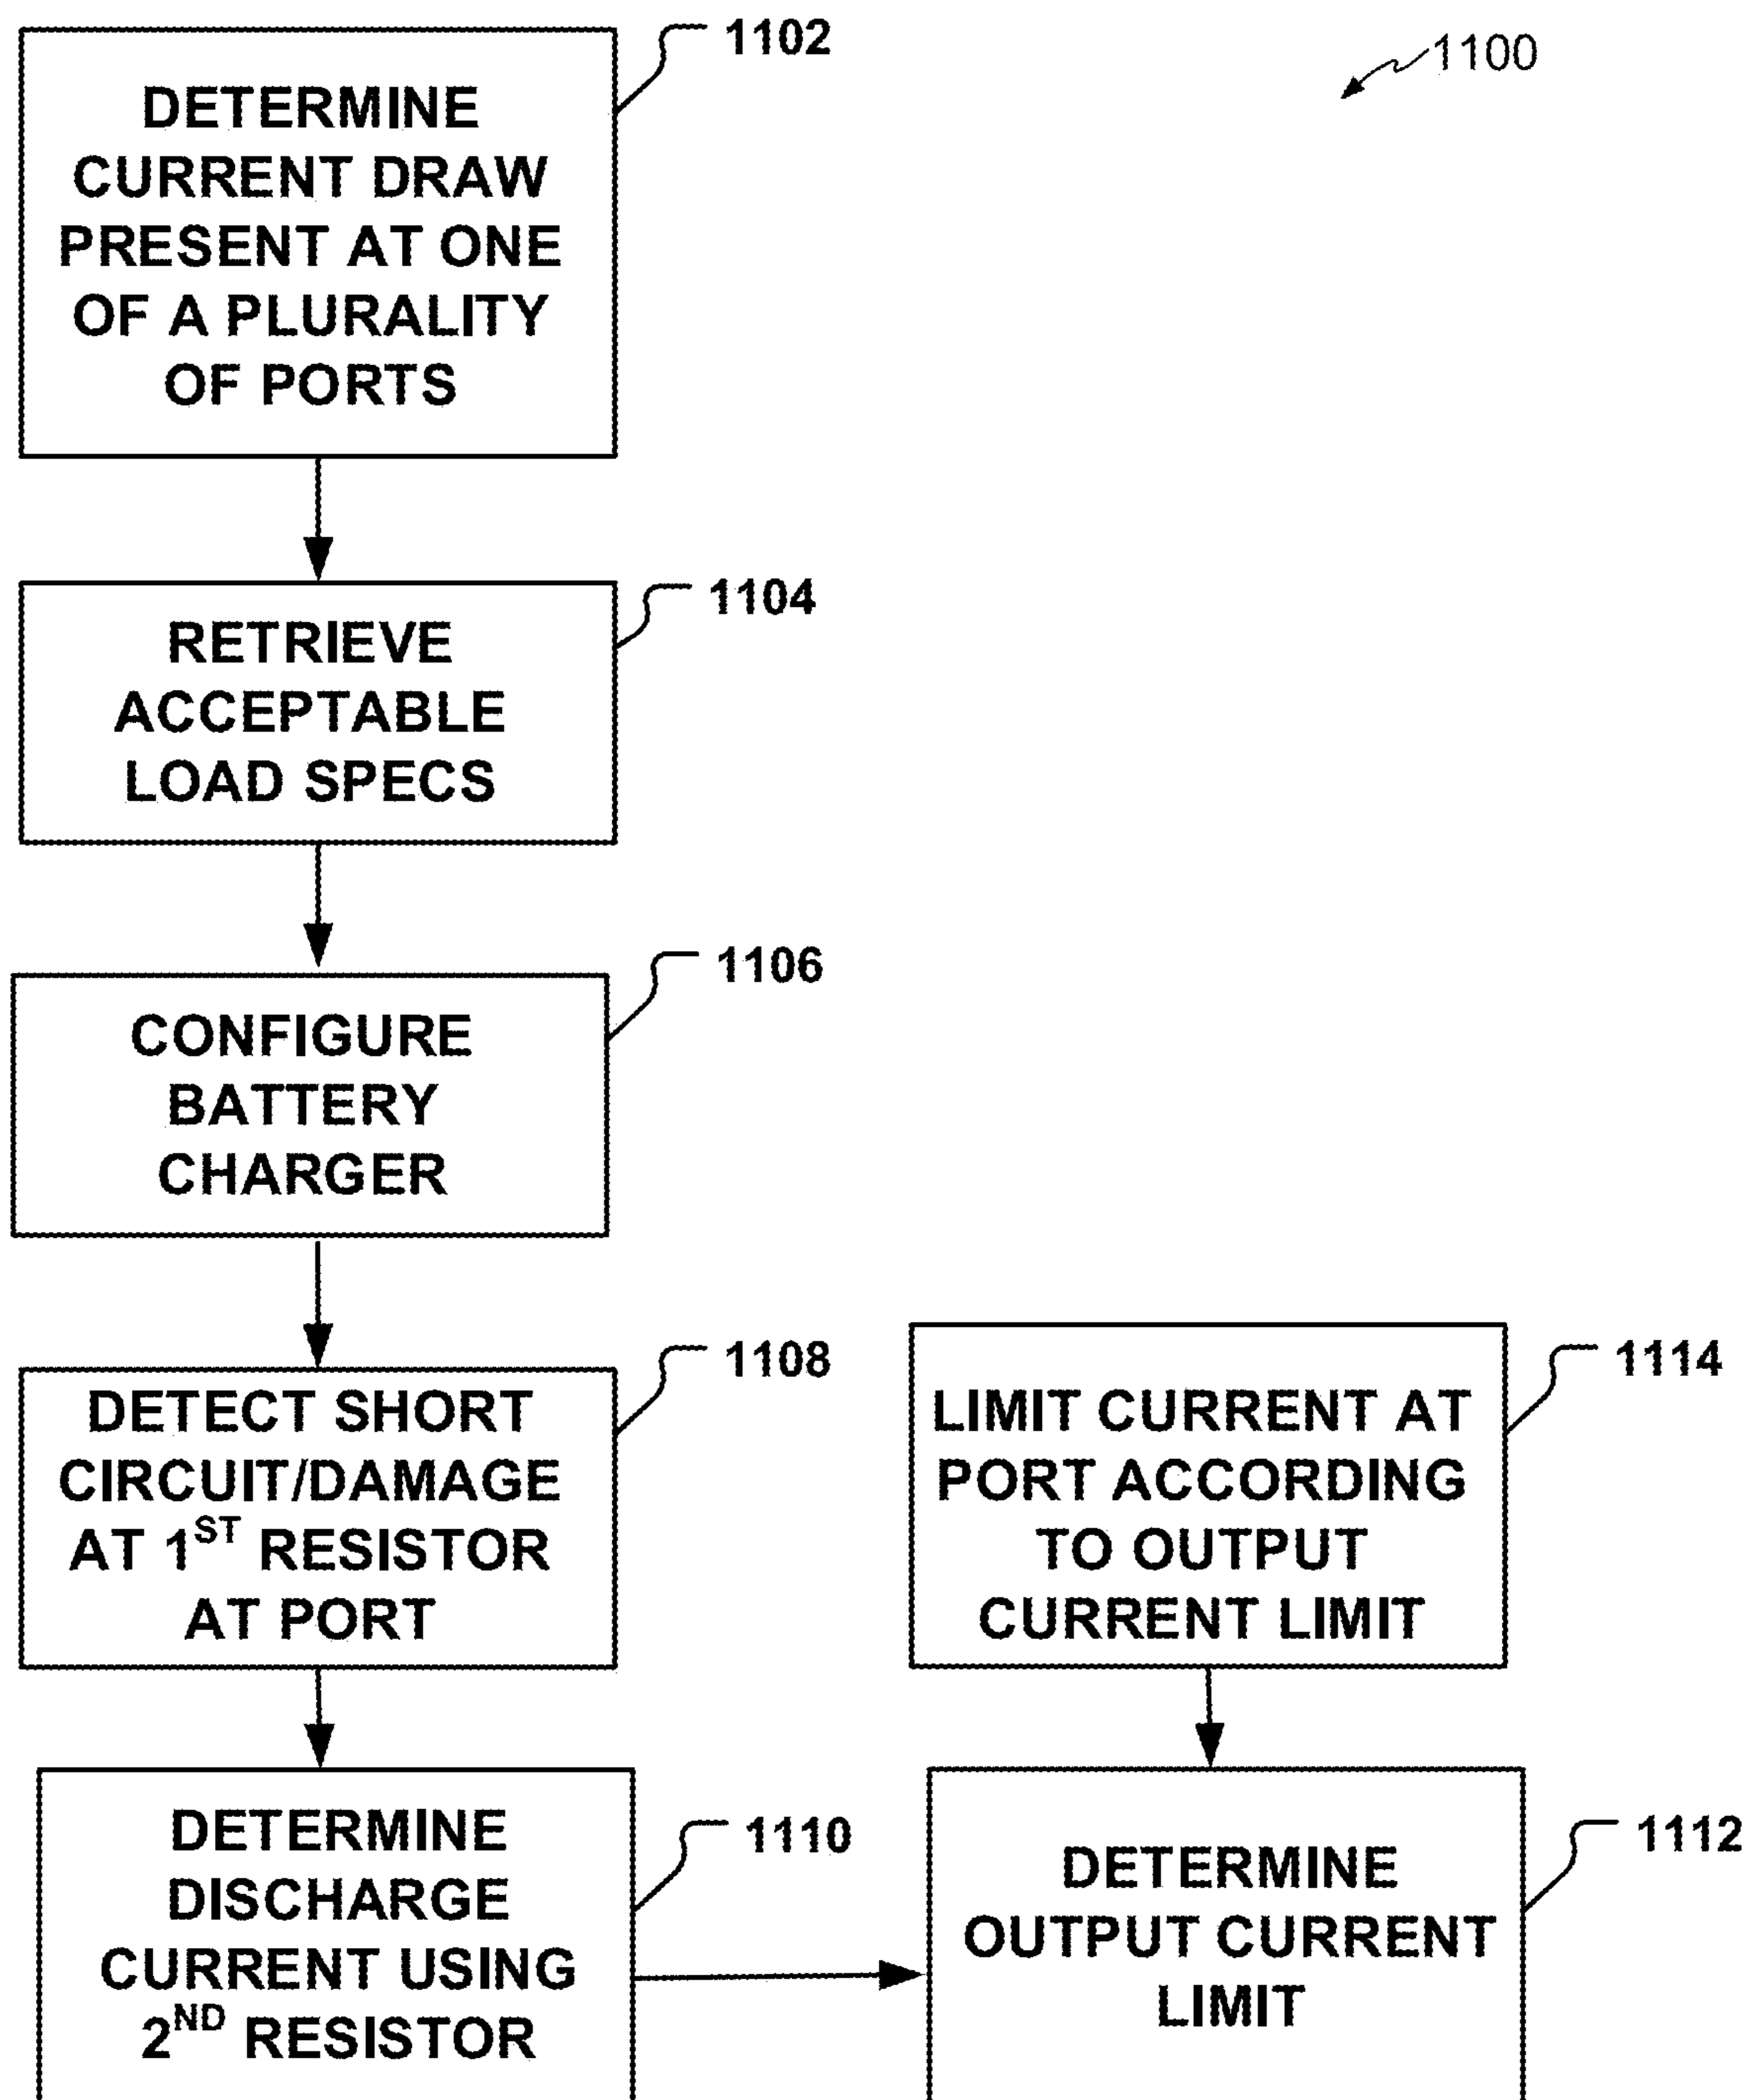 1102
1100
DETERMINE
CURRENT DRAW
PRESENT AT ONE
OF A PLURALITY
OF PORTS
1104
RETRIEVE
ACCEPTABLE
LOAD SPECS
1106
CONFIGURE
BATTERY
CHARGER
1108
DETECT SHORT
CIRCUIT/DAMAGE
AT 1ST RESISTOR
AT PORT
1114
LIMIT CURRENT AT
PORT ACCORDING
TO OUTPUT
CURRENT LIMIT
1110
DETERMINE
DISCHARGE
CURRENT USING
2ND RESISTOR
1112
DETERMINE
OUTPUT CURRENT
LIMIT